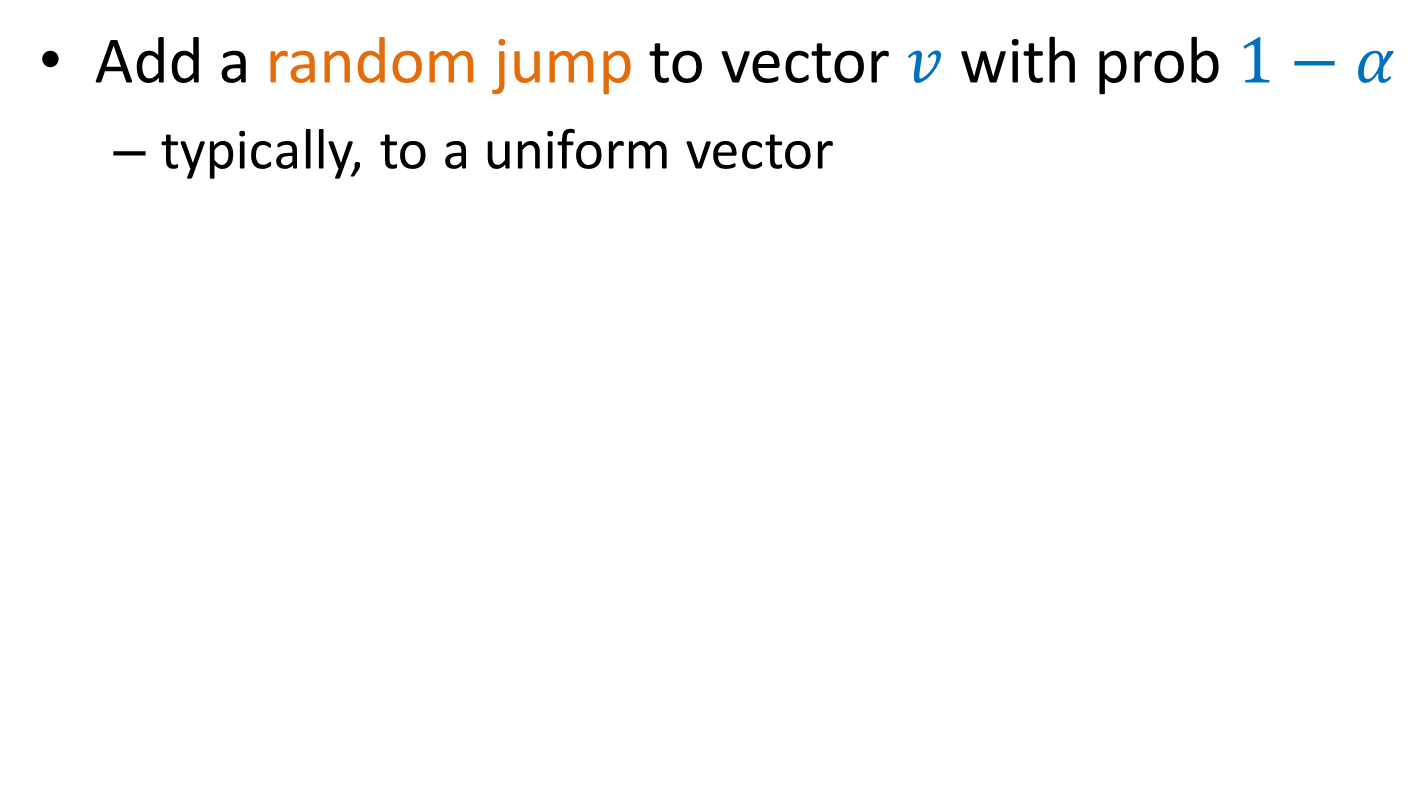 • Add a random jump to vector 𝑣 with prob 1 − 𝛼
– typically, to a uniform vector